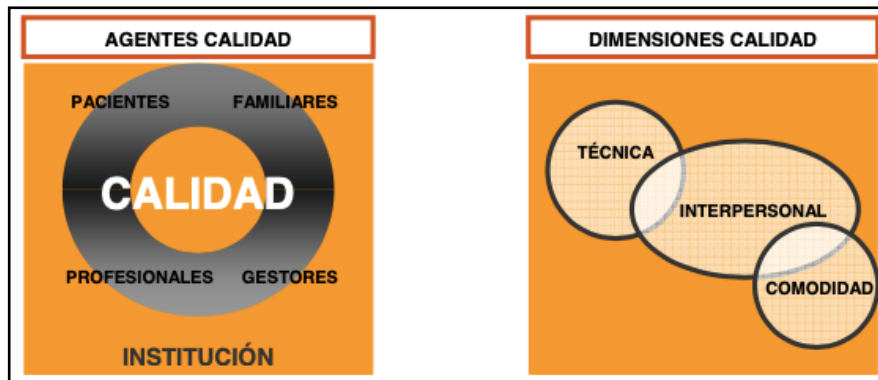 AGENTES CALIDAD
PACIENTES FAMILIARES
CALIDAD
PROFESIONALES GESTORES
INSTITUCIÓN
DIMENSIONES CALIDAD
TÉCNICA
INTERPERSONAL
COMODIDAD